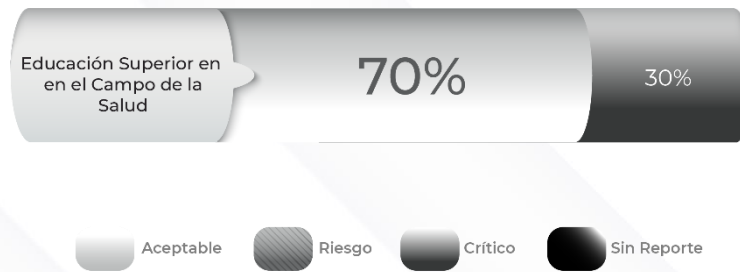 Educación Superior en
en el Campo de la
Salud
70%
30%
Aceptable
Riesgo
Crítico
Sin Reporte